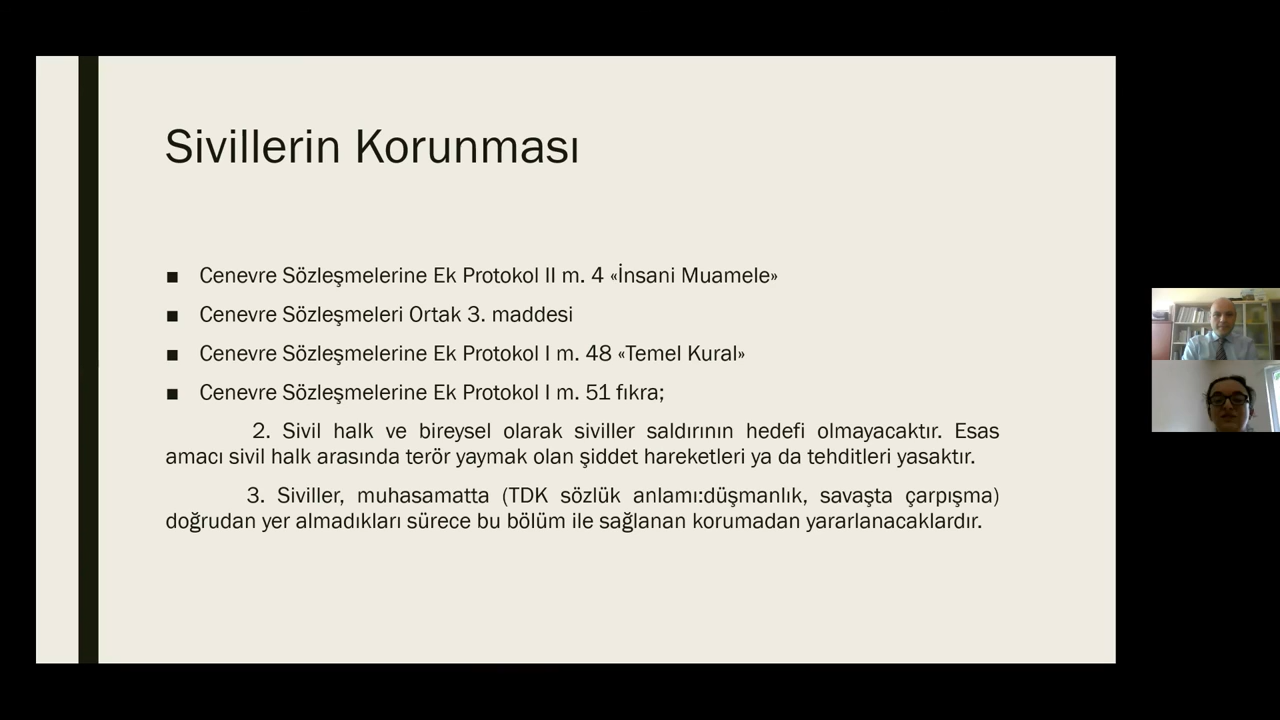 Sivillerin Korunması
■ Cenevre Sözleşmelerine Ek Protokol II m. 4 «İnsani Muamele»
■ Cenevre Sözleşmeleri Ortak 3. maddesi
■ Cenevre Sözleşmelerine Ek Protokol I m. 48 «Temel Kural»
■ Cenevre Sözleşmelerine Ek Protokol I m. 51 fıkra;
2. Sivil halk ve bireysel olarak siviller saldırının hedefi olmayacaktır. Esas
amacı sivil halk arasında terör yaymak olan şiddet hareketleri ya da tehditleri yasaktır.
3. Siviller, muhasamatta (TDK sözlük anlamı:düşmanlık, savaşta çarpışma)
doğrudan yer almadıkları sürece bu bölüm ile sağlanan korumadan yararlanacaklardır.